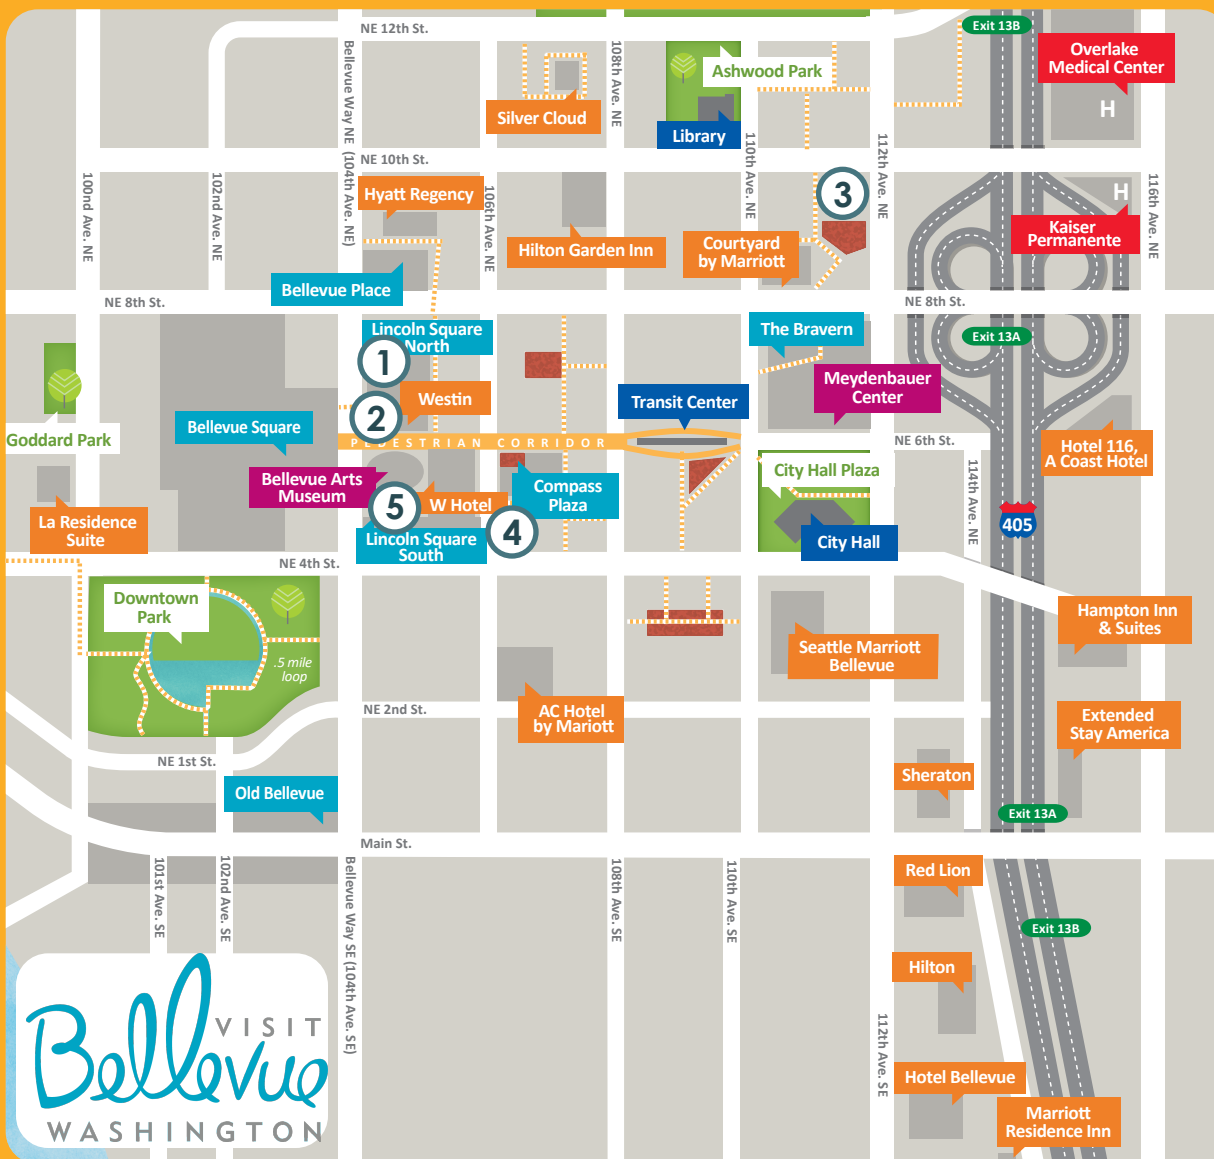 NE 12th St.
Exit 13B
Overlake
Medical Center
H
Ashwood Park
Silver Cloud
Library
Bellevue Way NE (104th Ave. NE)
108th Ave. NE
110th Ave. NE
112th Ave. NE
NE 10th St.
100nd Ave. NE
102nd Ave. NE
106th Ave. NE
116th Ave. NE
Hyatt Regency
3
H
Kaiser
Permanente
Hilton Garden Inn
Courtyard
by Marriott
Bellevue Place
NE 8th St.
NE 8th St.
Lincoln Square
North
1
The Bravern
Exit 13A
Meydenbauer
Center
Westin
2
Transit Center
Goddard Park
Bellevue Square
PEDESTRIAN CORRIDOR
NE 6th St.
Hotel 116,
A Coast Hotel
114th Ave. NE
Bellevue Arts
Museum
City Hall Plaza
Compass
Plaza
La Residence
Suite
5
W Hotel
4
405
Lincoln Square
South
City Hall
NE 4th St.
Downtown
Park
.5 mile
loop
Hampton Inn
& Suites
Seattle Marriott
Bellevue
NE 2nd St.
AC Hotel
by Mariott
Extended
Stay America
NE 1st St.
Sheraton
Old Bellevue
Exit 13A
Main St.
101st Ave. SE
102nd Ave. SE
Bellevue Way SE (104th Ave. SE)
108th Ave. SE
110th Ave. SE
Red Lion
Exit 13B
Hilton
112th Ave. SE
Hotel Bellevue
Marriott
Residence Inn
VISIT
Bellevue
WASHINGTON